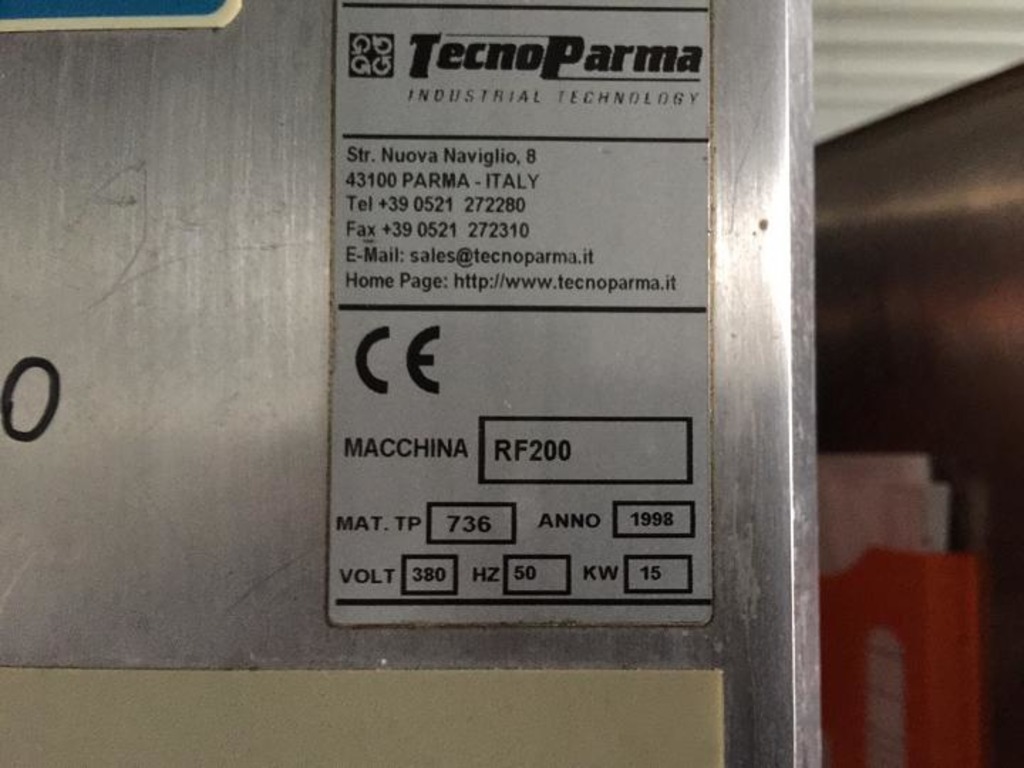 TecnoParma
INDUSTRIAL TECHNOLOGY
Str. Nuova Naviglio, 8
43100 PARMA - ITALY
Tel +39 0521 272280
Fax +39 0521 272310
E-Mail: sales@tecnoparma.it
Home Page: http://www.tecnoparma.it
CE
0
MACCHINA RF200
MAT. TP 736 ANNO 1998
VOLT 380 HZ 50 KW 15